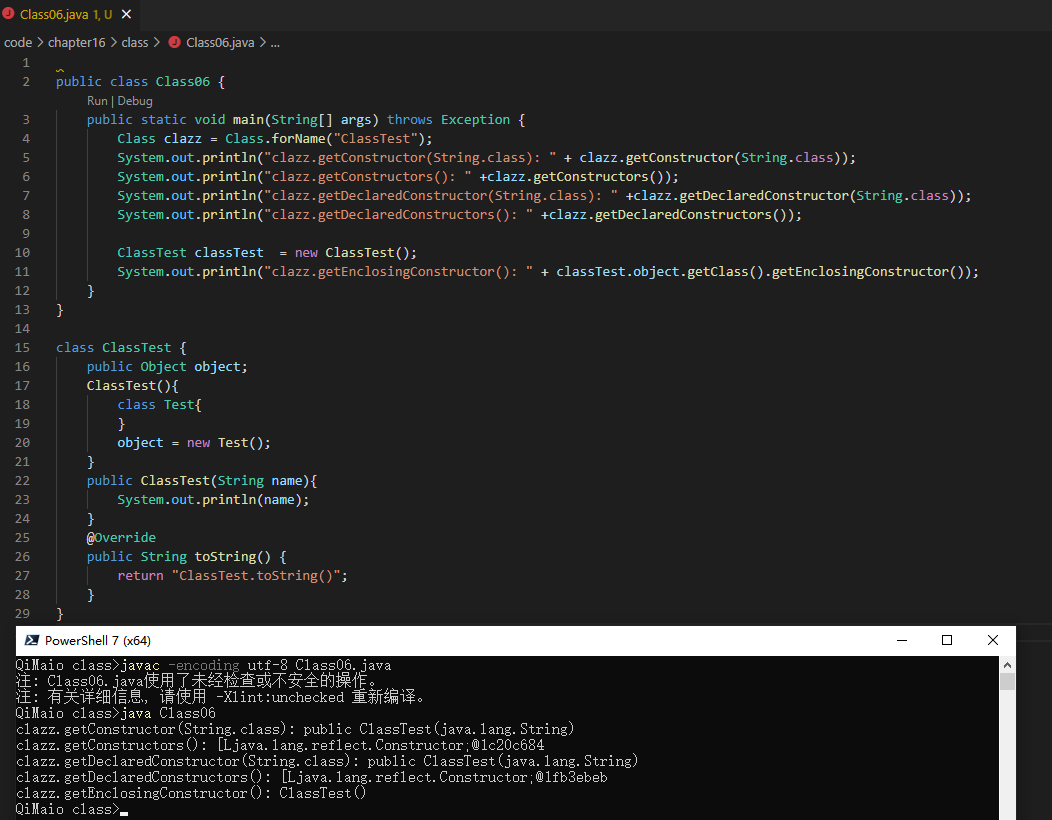 Class06.java 1, U
code > chapter16 > class > Class06.java > ...
1
2 public class Class06 {
Run | Debug
3 public static void main(String[] args) throws Exception {
4 Class clazz = Class.forName("ClassTest");
5 System.out.println("clazz.getConstructor(String.class): " + clazz.getConstructor(String.class));
6 System.out.println("clazz.getConstructors(): " +clazz.getConstructors());
7 System.out.println("clazz.getDeclaredConstructor(String.class): " +clazz.getDeclaredConstructor(String.class));
8 System.out.println("clazz.getDeclaredConstructors(): " +clazz.getDeclaredConstructors());
9
10 ClassTest classTest  = new ClassTest();
11 System.out.println("clazz.getEnclosingConstructor(): " + classTest.object.getClass().getEnclosingConstructor());
12 }
13 }
14
15 class ClassTest {
16 public Object object;
17 ClassTest(){
18 class Test{
19 }
20 object = new Test();
21 }
22 public ClassTest(String name){
23 System.out.println(name);
24 }
25 @Override
26 public String toString() {
27 return "ClassTest.toString()";
28 }
29 }
PowerShell 7 (x64)
QiMaio class>javac -encoding utf-8 Class06.java
注: Class06.java使用了未经检查或不安全的操作。
注: 有关详细信息, 请使用 -Xlint:unchecked 重新编译。
QiMaio class>java Class06
clazz.getConstructor(String.class): public ClassTest(java.lang.String)
clazz.getConstructors(): [Ljava.lang.reflect.Constructor;@1c20c684
clazz.getDeclaredConstructor(String.class): public ClassTest(java.lang.String)
clazz.getDeclaredConstructors(): [Ljava.lang.reflect.Constructor;@1fb3ebeb
clazz.getEnclosingConstructor(): ClassTest()
QiMaio class>